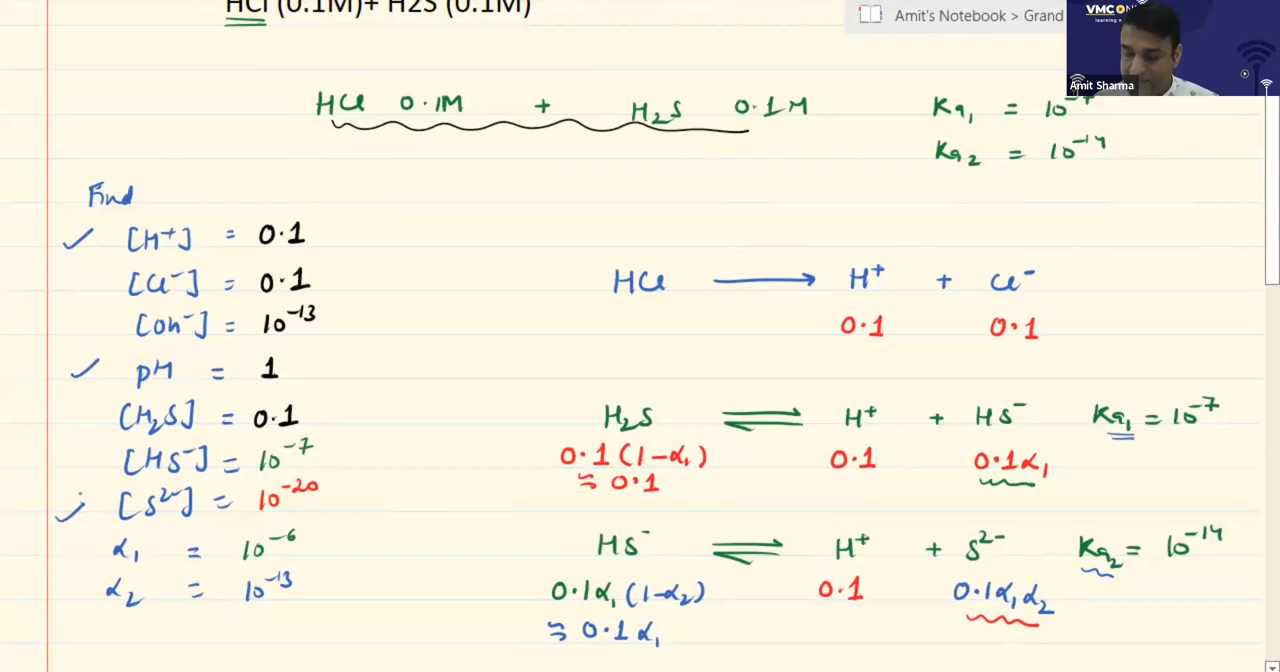 HCl (0.1M)+ H2S (0.1M)
Amit's Notebook > Grand
VMC ON
learning
Amit Sharma
HCl 0.1M + H₂S 0.1M
Ka₁ = 10⁻⁷
Ka₂ = 10⁻¹⁴
Find
[H⁺] = 0.1
[Cl⁻] = 0.1
HCl ⟶ H⁺ + Cl⁻
[OH⁻] = 10⁻¹³
0.1 0.1
pH = 1
[H₂S] = 0.1
H₂S ⇌ H⁺ + HS⁻ Ka₁ = 10⁻⁷
[HS⁻] = 10⁻⁷
0.1(1-α₁) 0.1 0.1α₁
≈ 0.1
[S²⁻] = 10⁻²⁰
α₁ = 10⁻⁶
HS⁻ ⇌ H⁺ + S²⁻ Ka₂ = 10⁻¹⁴
α₂ = 10⁻¹³
0.1α₁(1-α₂) 0.1 0.1α₁α₂
≈ 0.1α₁